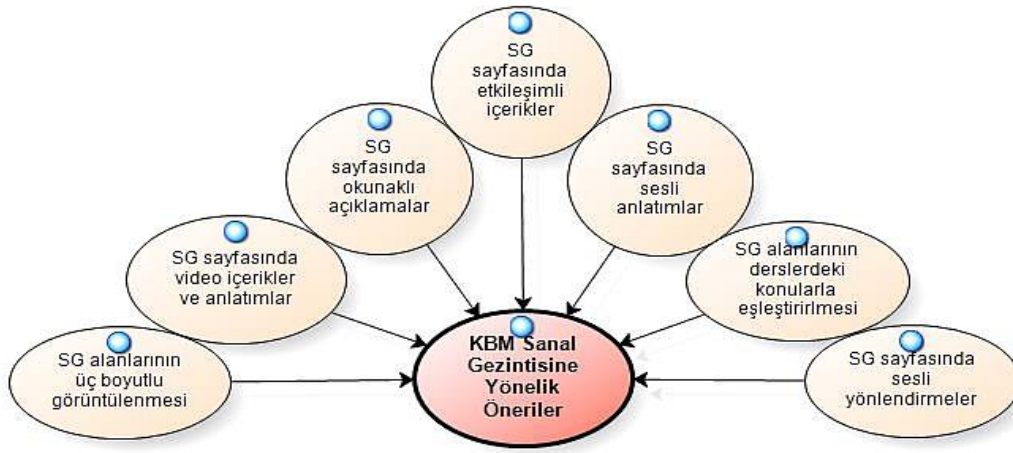 SG
sayfasında
etkileşimli
içerikler
SG
sayfasında
okunaklı
açıklamalar
SG
sayfasında
sesli
anlatımlar
SG sayfasında
video içerikler
ve anlatımlar
SG alanlarının
derslerdeki
konularla
eşleştirilmesi
SG alanlarının
üç boyutlu
görüntülenmesi
KBM Sanal
Gezintisine
Yönelik
Öneriler
SG sayfasında
sesli
yönlendirmeler